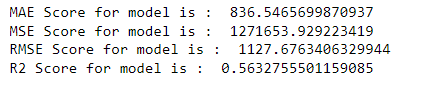 MAE Score for model is :  836.5465699870937
MSE Score for model is :  1271653.929223419
RMSE Score for model is :  1127.6763406329944
R2 Score for model is :  0.5632755501159085